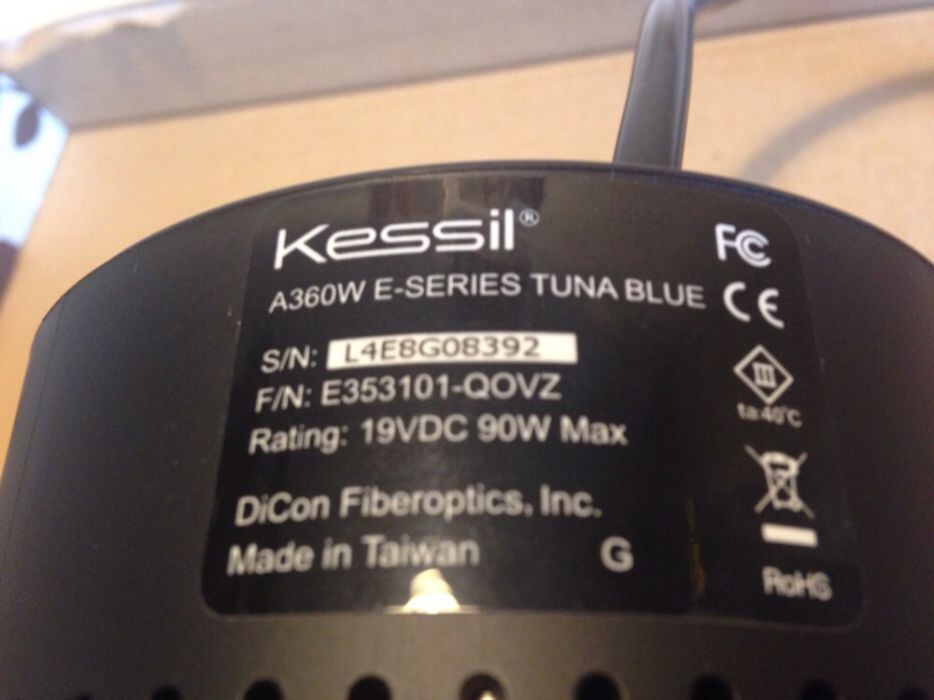 Kessil®
FC
A360W E-SERIES TUNA BLUE
CE
S/N: L4E8G08392
F/N: E353101-QOVZ
III
ta 40°C
Rating: 19VDC 90W Max
DiCon Fiberoptics, Inc.
Made in Taiwan G
RoHS